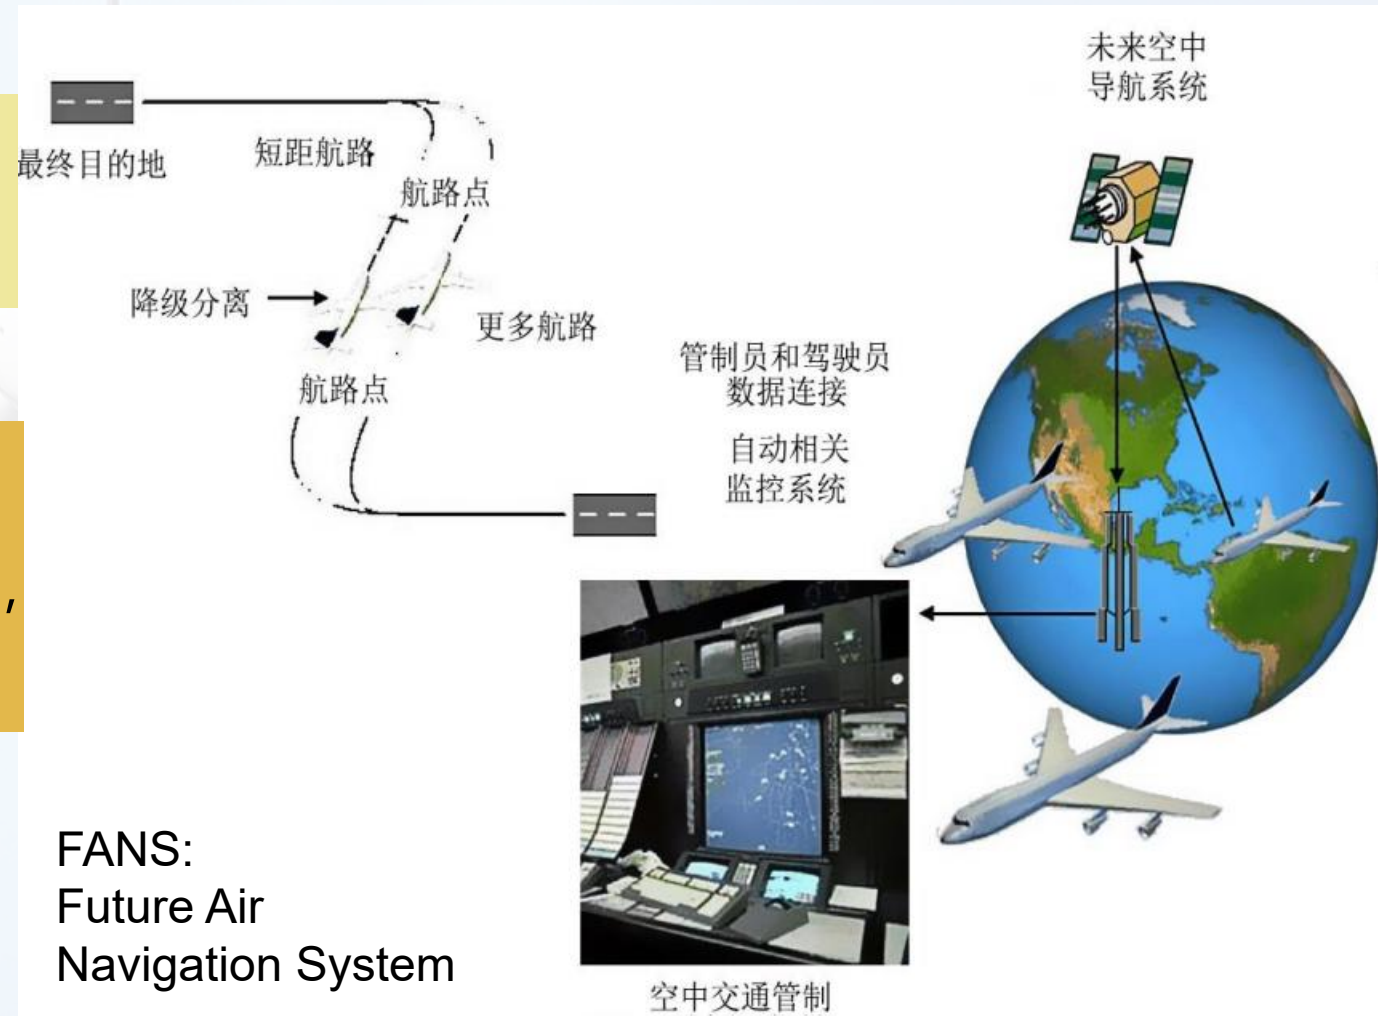 未来空中
导航系统
最终目的地
短距航路
航路点
降级分离
更多航路
航路点
管制员和驾驶员
数据连接
自动相关
监控系统
,
FANS:
Future Air
Navigation System
空中交通管制